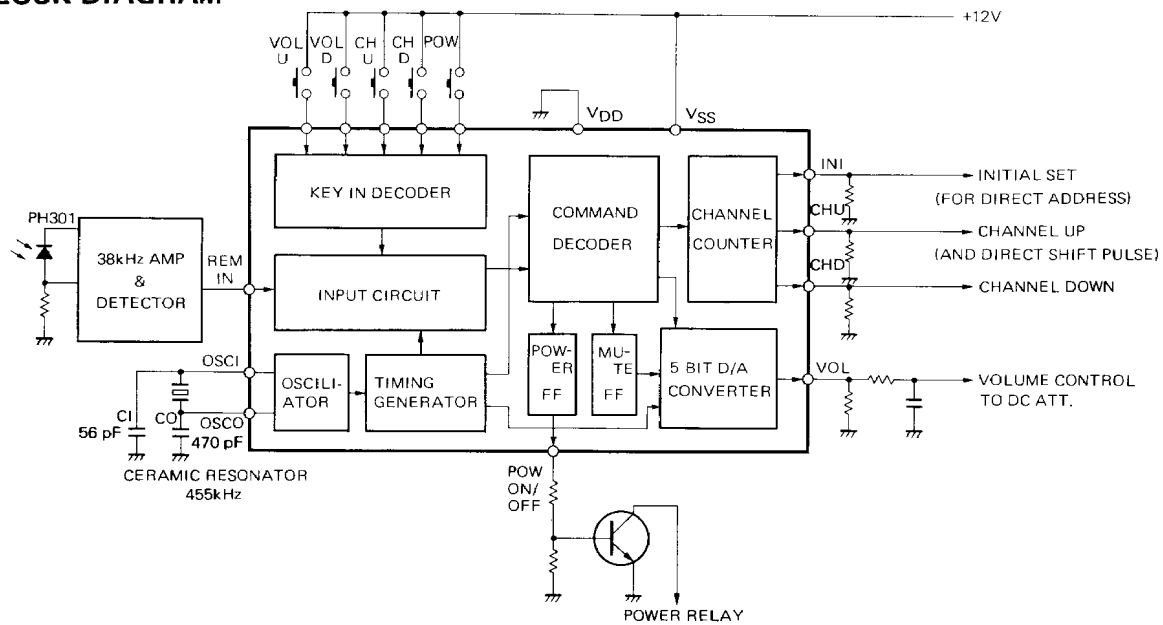 BLOCK DIAGRAM
+12V
VOL U
VOL D
CH U
CH D
POW
VDD
VSS
KEY IN DECODER
COMMAND DECODER
CHANNEL COUNTER
INI
INITIAL SET
(FOR DIRECT ADDRESS)
CHU
CHANNEL UP
(AND DIRECT SHIFT PULSE)
CHD
CHANNEL DOWN
PH301
38kHz AMP
&
DETECTOR
REM
IN
INPUT CIRCUIT
OSCI
OSCILI-
ATOR
TIMING
GENERATOR
POW-
ER
FF
MU-
TE
FF
5 BIT D/A
CONVERTER
VOL
VOLUME CONTROL
TO DC ATT.
CI
56 pF
CO
OSCO
470 pF
CERAMIC RESONATOR
455kHz
POW
ON/
OFF
POWER RELAY